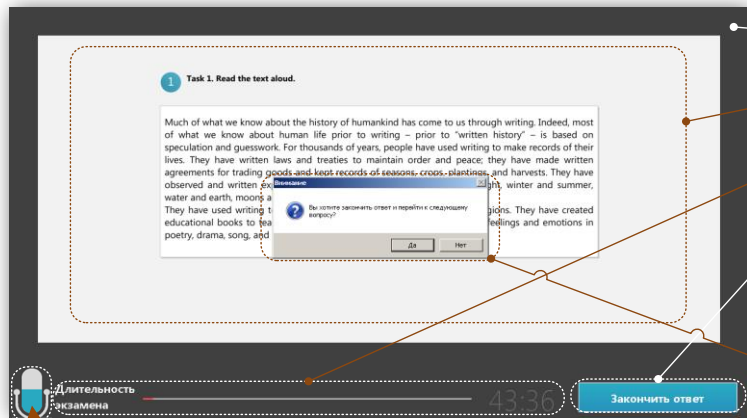 1 Task 1. Read the text aloud.
Much of what we know about the history of humankind has come to us through writing. Indeed, most
of what we know about human life prior to writing – prior to "written history" – is based on
speculation and guesswork. For thousands of years, people have used writing to make records of their
lives. They have written laws and treaties to maintain order and peace; they have made written
agreements for trading goods and kept records of seasons, crops, plantings, and harvests. They have
observed and written winter and summer,
water and earth, moons
They have used writing They have created
educational books to feelings and emotions in
poetry, drama, song, and
Внимание
Вы хотите закончить ответ и перейти к следующему
вопросу?
Да Нет
Длительность
экзамена
43:36
Закончить ответ